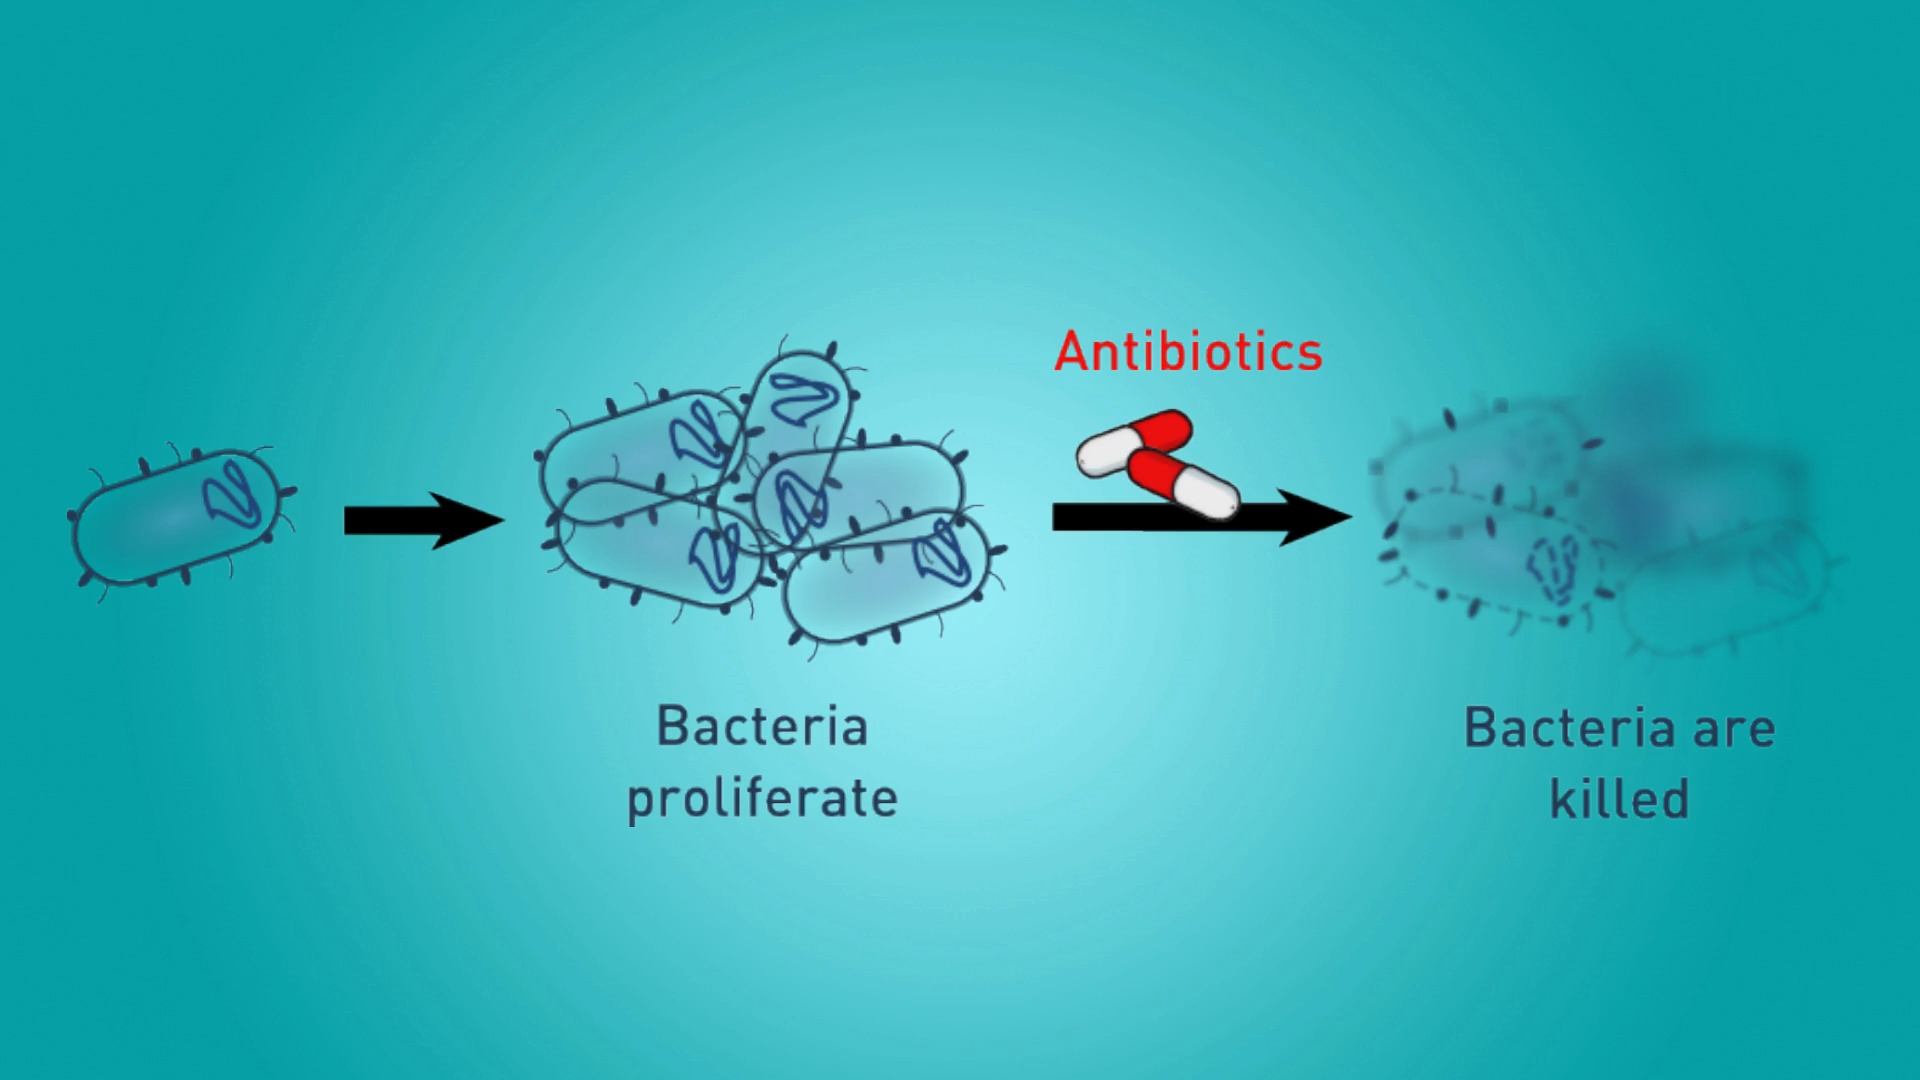 Antibiotics
Bacteria
proliferate
Bacteria are
killed